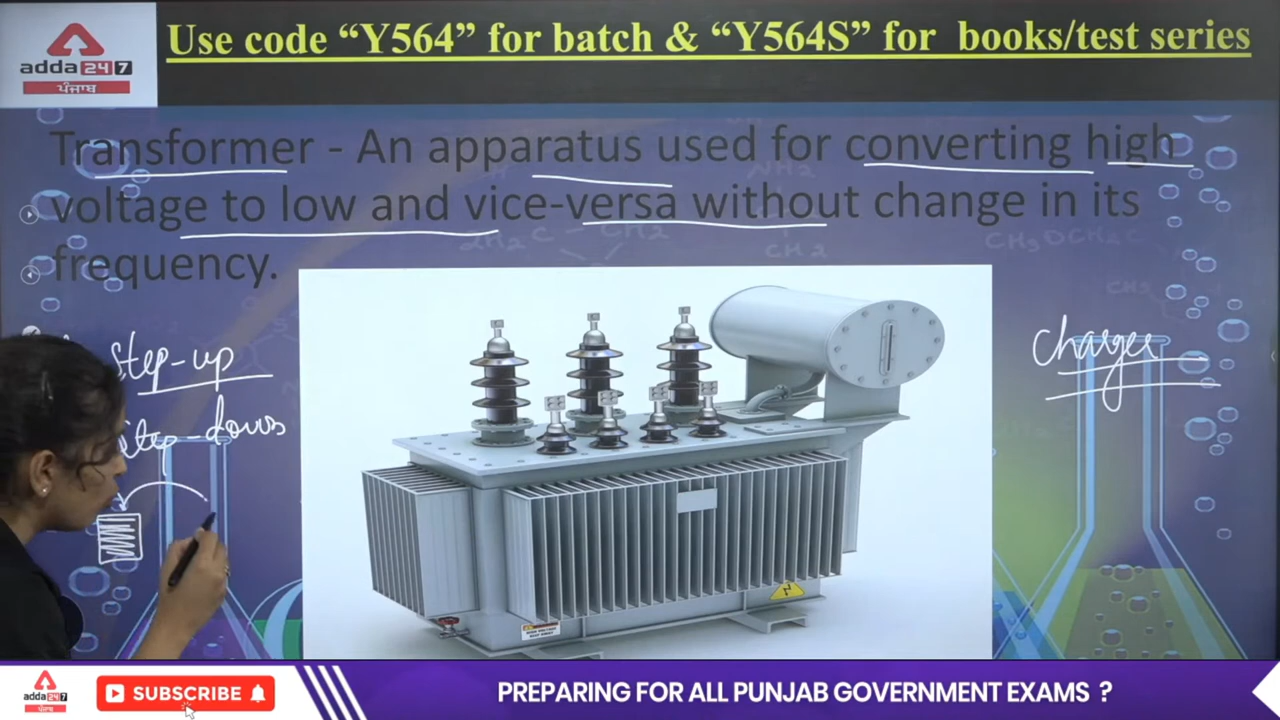 Use code “Y564” for batch & “Y564S” for books/test series
adda 247
ਪੰਜਾਬ
Transformer - An apparatus used for converting high
voltage to low and vice-versa without change in its
frequency.
Step-up
Step-down
Charger
adda 247
ਪੰਜਾਬ
SUBSCRIBE
PREPARING FOR ALL PUNJAB GOVERNMENT EXAMS ?